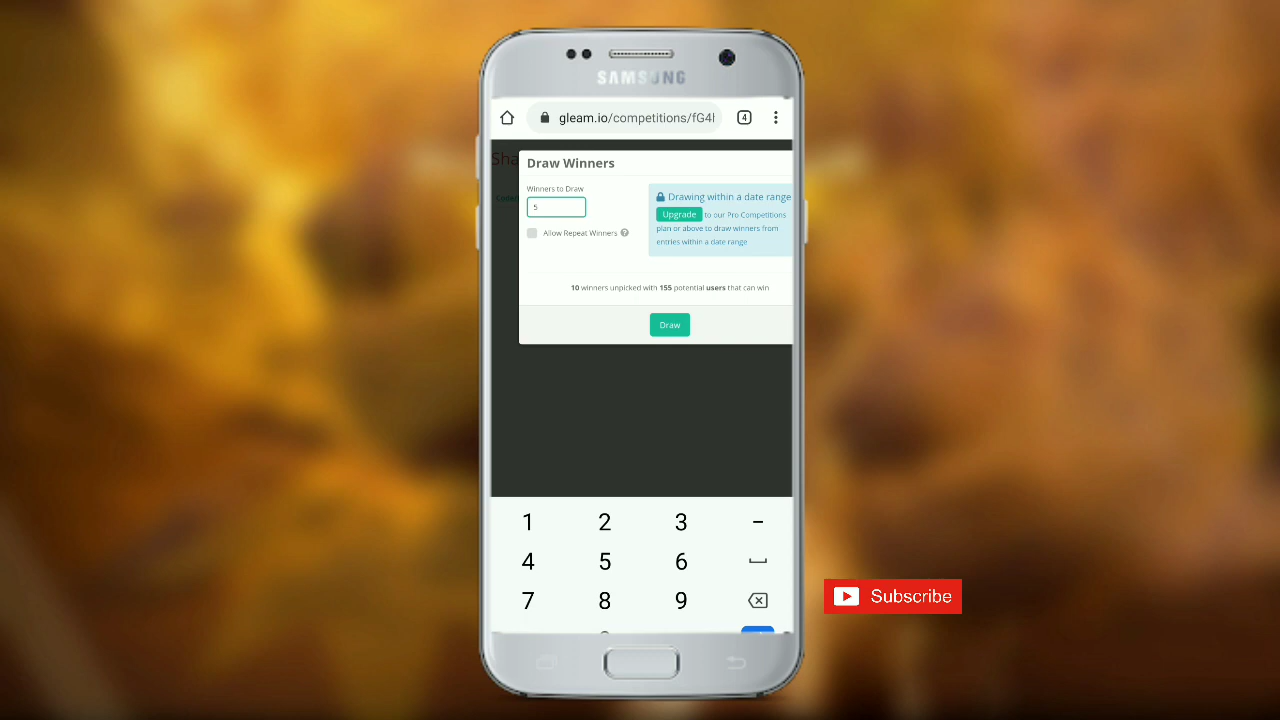 SAMSUNG
gleam.io/competitions/fG4
4
Sha
Draw Winners
Winners to Draw
5
Allow Repeat Winners ?
Drawing within a date range
Upgrade to our Pro Competitions
plan or above to draw winners from
entries within a date range
10 winners unpicked with 155 potential users that can win
Draw
1 2 3 -
4 5 6
7 8 9
Subscribe